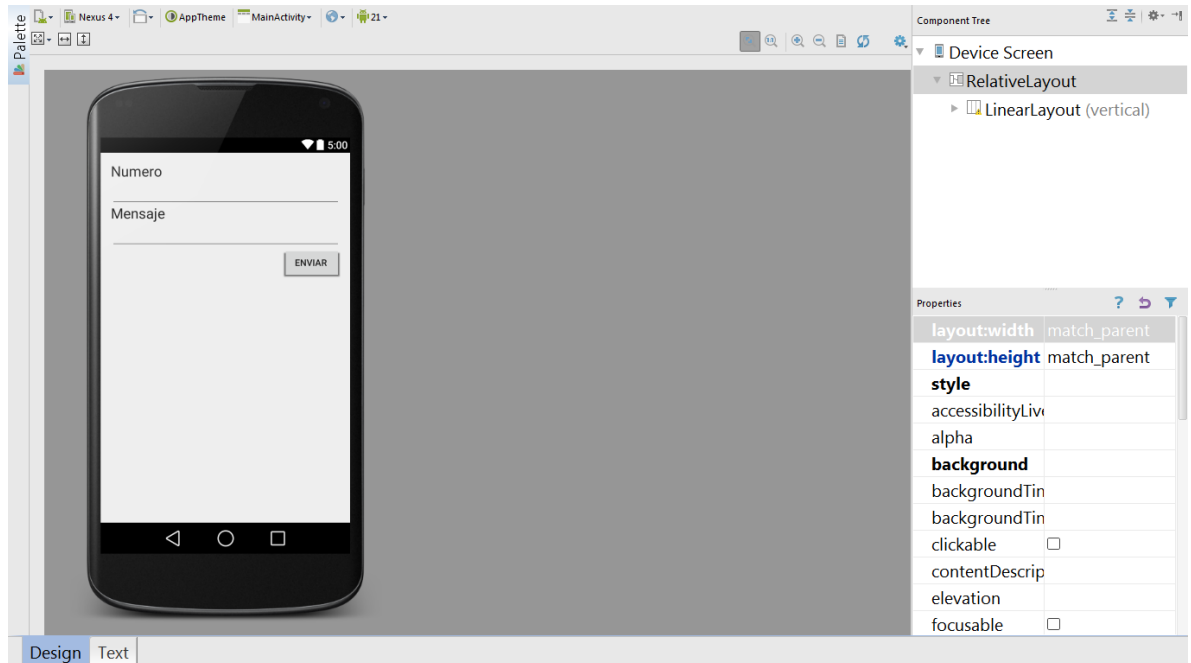 Palette
Nexus 4 AppTheme MainActivity 21
5:00
Numero
Mensaje
ENVIAR
Component Tree
Device Screen
RelativeLayout
LinearLayout (vertical)
Properties
?
layout:width match_parent
layout:height match_parent
style
accessibilityLive
alpha
background
backgroundTin
backgroundTin
clickable
contentDescrip
elevation
focusable
Design Text